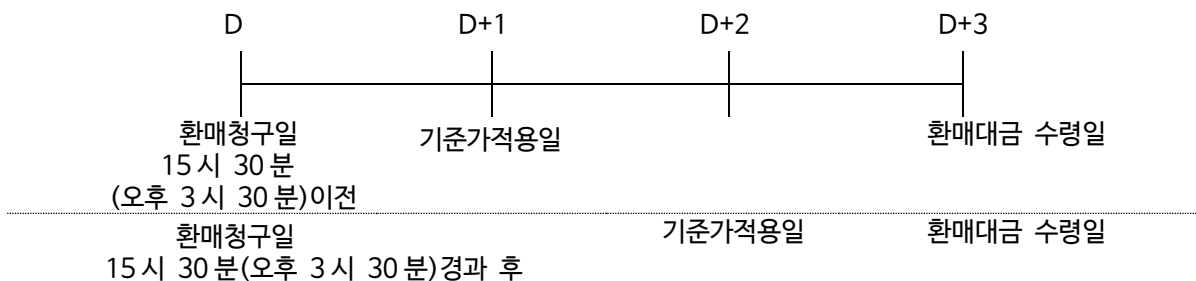 D D+1 D+2 D+3
환매청구일 기준가적용일 환매대금 수령일
15시 30분
(오후 3시 30분)이전
환매청구일 기준가적용일 환매대금 수령일
15시 30분(오후 3시 30분)경과 후